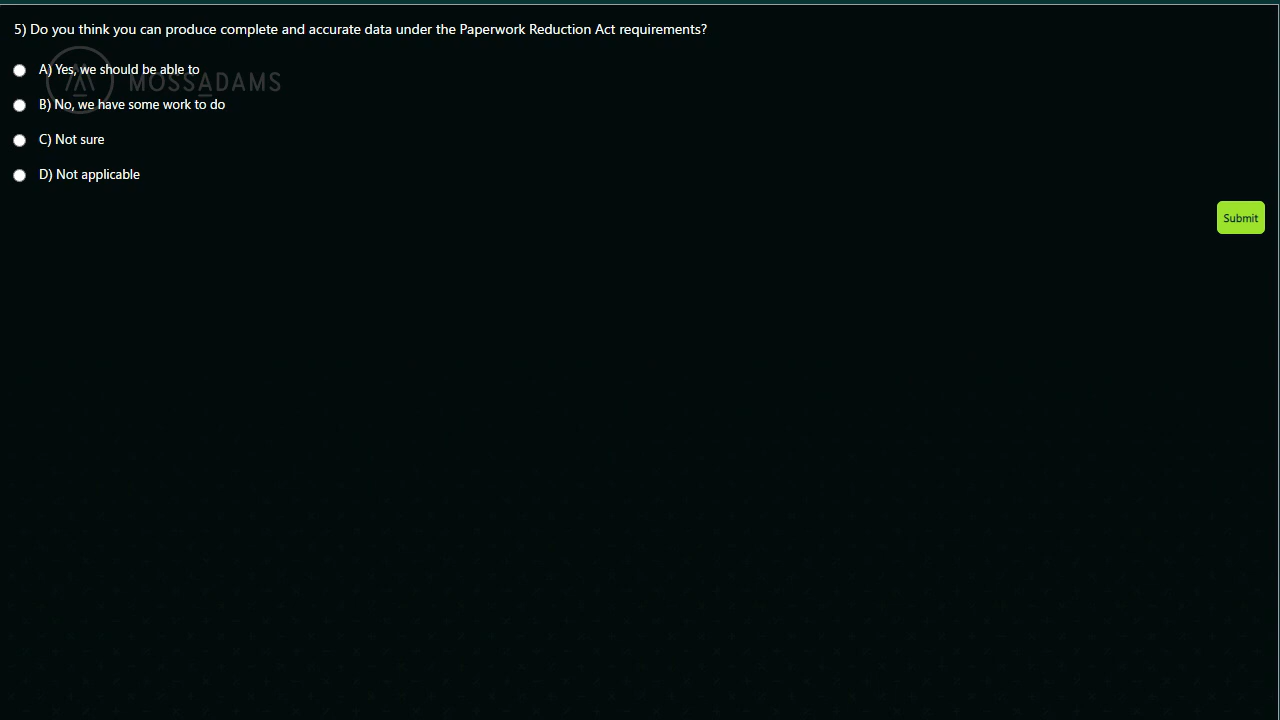 5) Do you think you can produce complete and accurate data under the Paperwork Reduction Act requirements?
A) Yes, we should be able to
MOSSADAMS
B) No, we have some work to do
C) Not sure
D) Not applicable
Submit